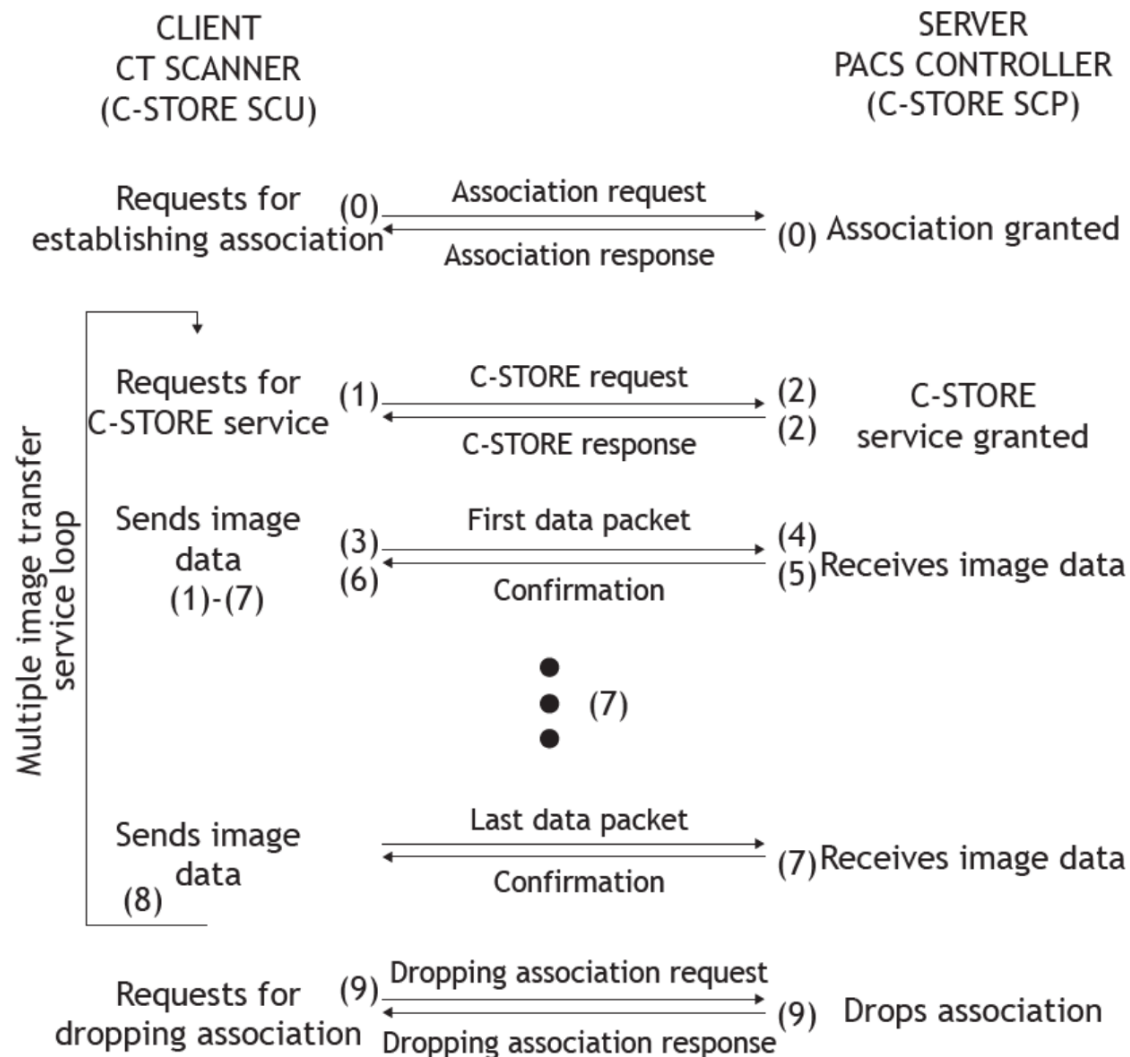 CLIENT
CT SCANNER
(C-STORE SCU)
SERVER
PACS CONTROLLER
(C-STORE SCP)
Requests for
establishing association
(0)
Association request
Association response
(0) Association granted
Multiple image transfer
service loop
Requests for
C-STORE service
(1)
C-STORE request
C-STORE response
(2)
(2)
C-STORE
service granted
Sends image
data
(1)-(7)
(3)
(6)
First data packet
Confirmation
(4)
(5) Receives image data
(7)
Sends image
data
(8)
Last data packet
Confirmation
(7) Receives image data
Requests for
dropping association
(9)
Dropping association request
Dropping association response
(9) Drops association